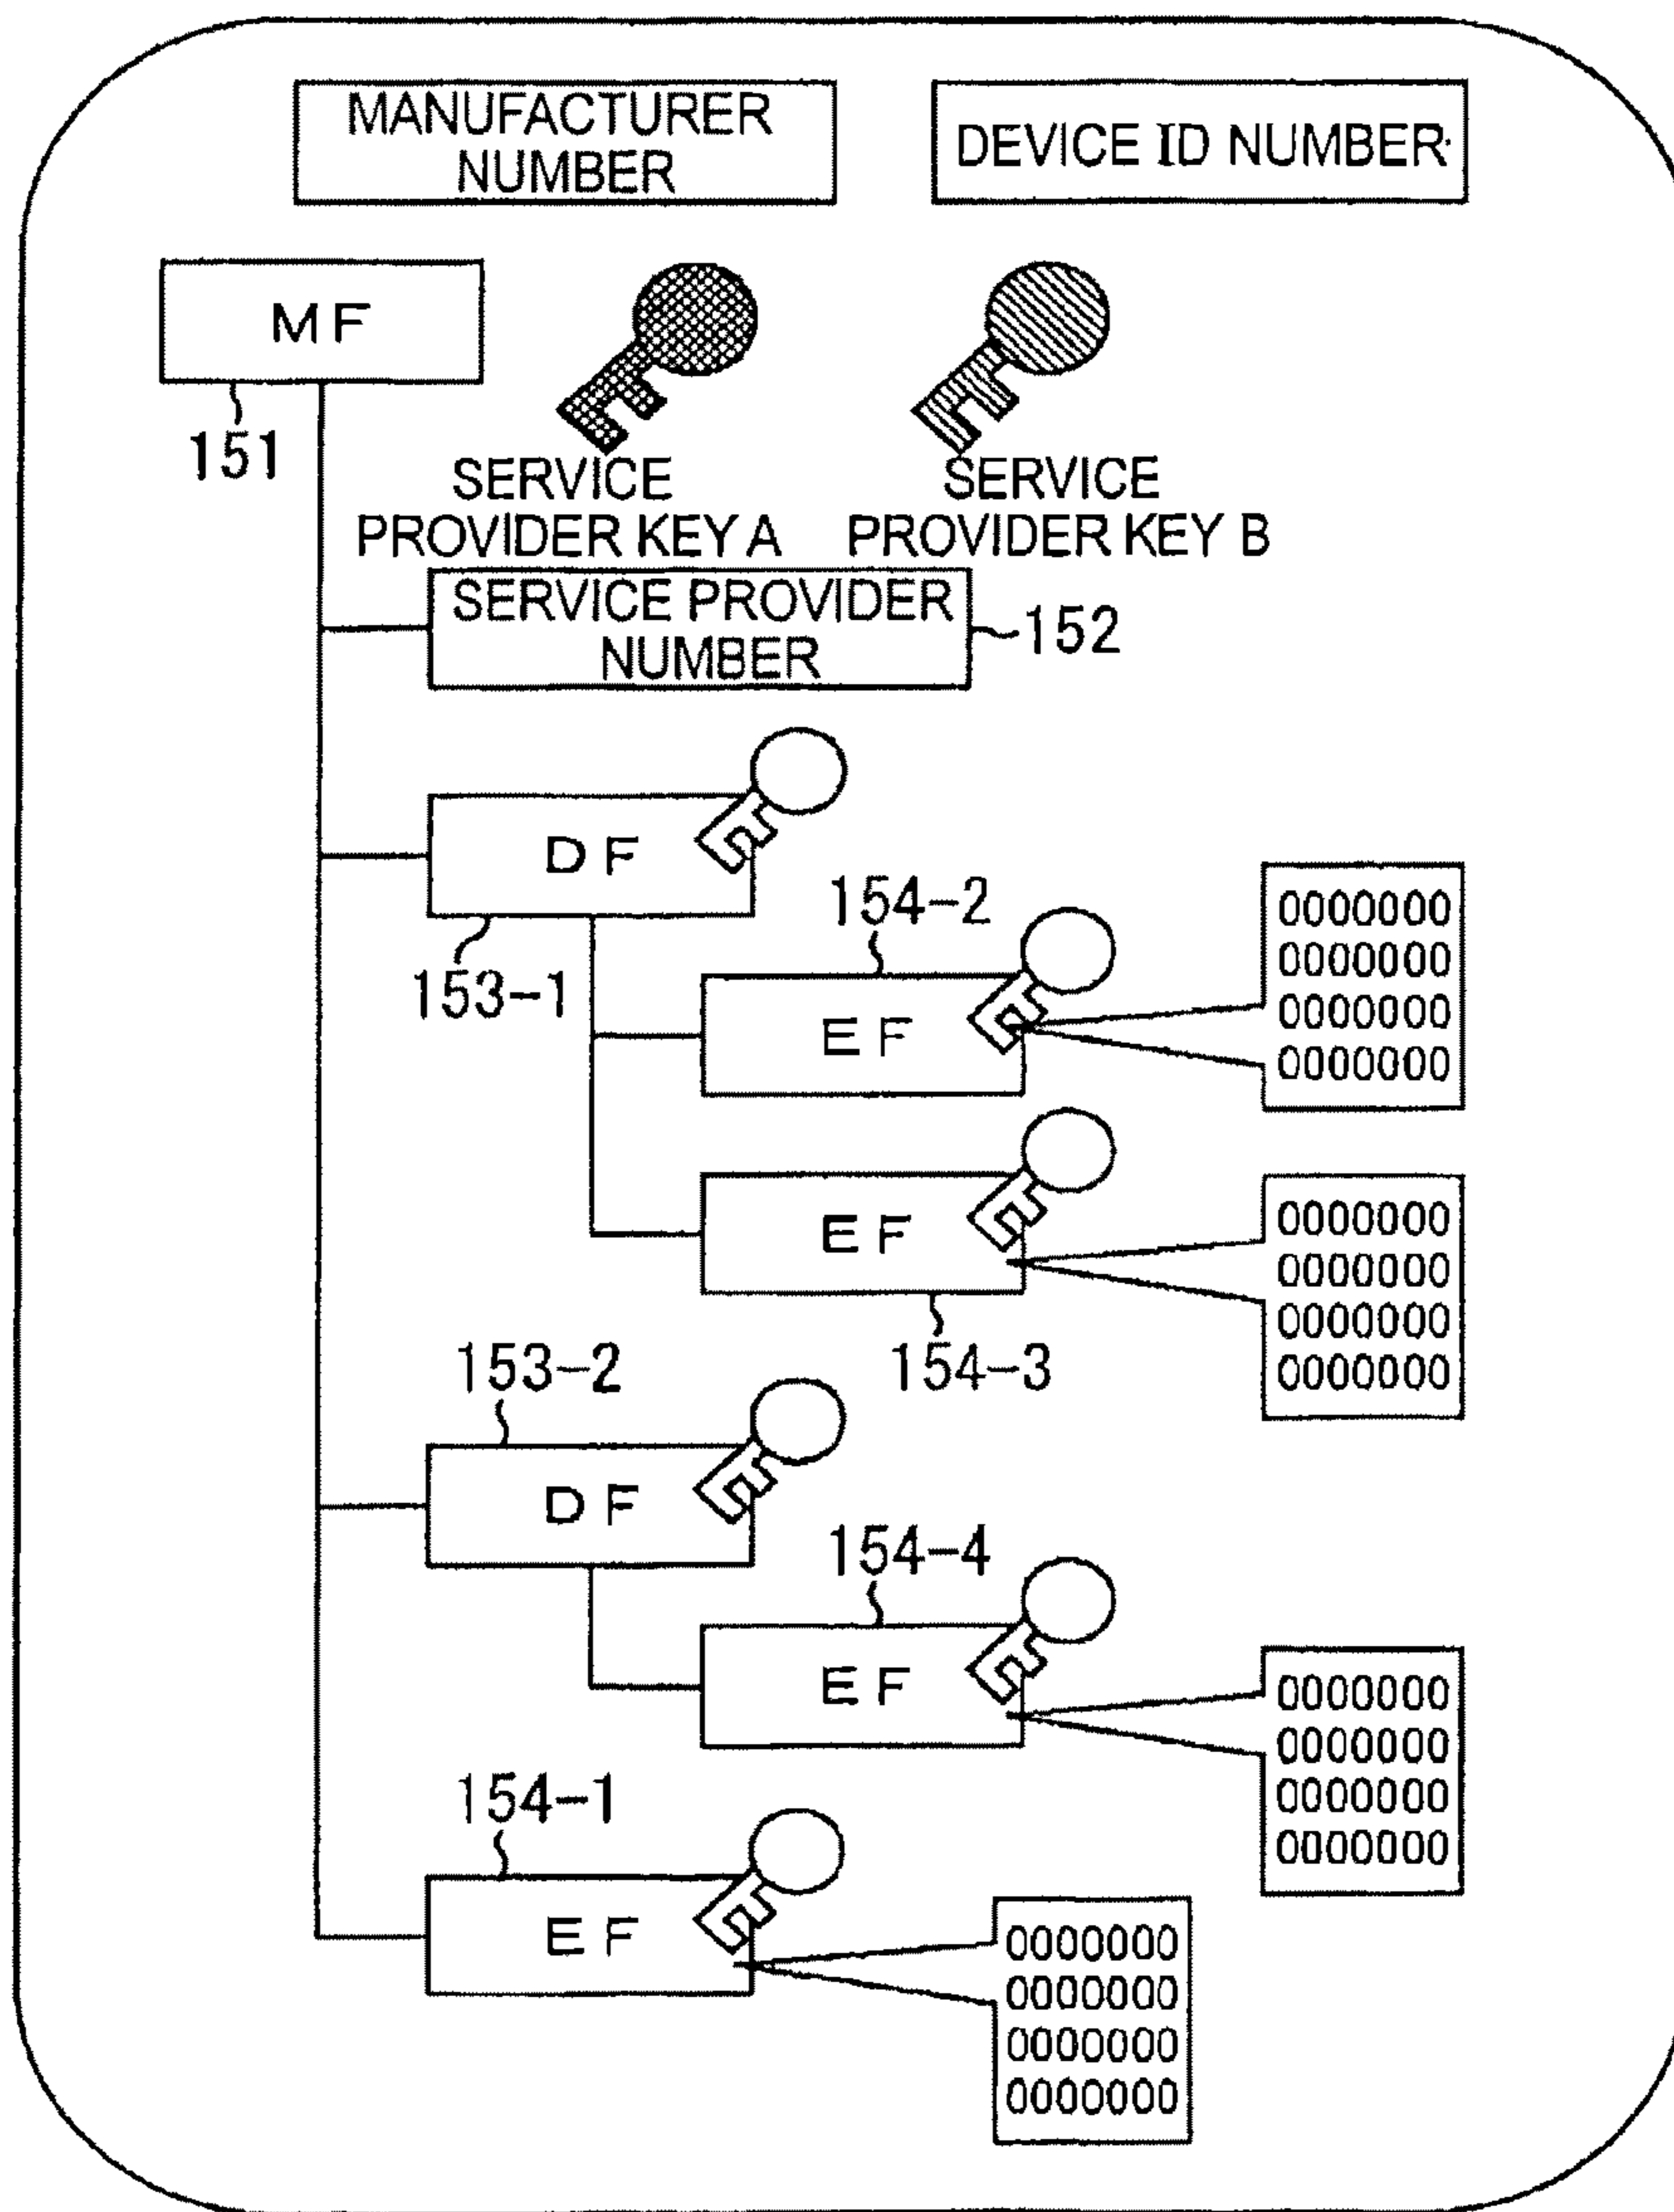 MANUFACTURER
NUMBER
DEVICE ID NUMBER
MF
151
SERVICE
PROVIDER KEY A
SERVICE
PROVIDER KEY B
SERVICE PROVIDER
NUMBER
152
DF
153-1
154-2
EF
0000000
0000000
0000000
0000000
EF
154-3
0000000
0000000
0000000
0000000
153-2
DF
154-4
EF
0000000
0000000
0000000
0000000
154-1
EF
0000000
0000000
0000000
0000000